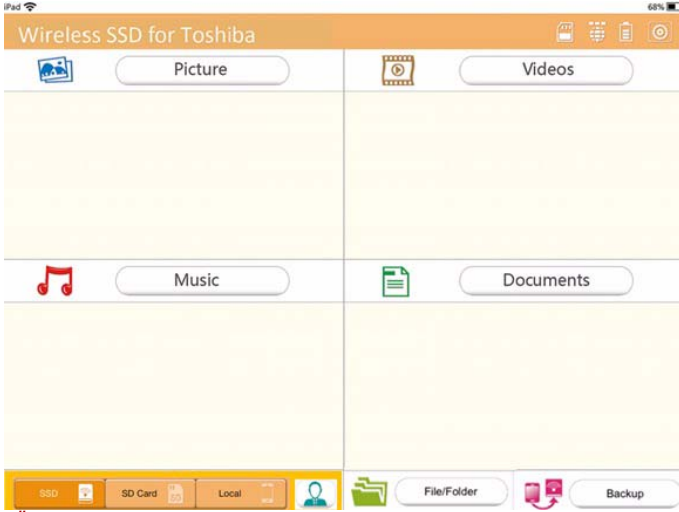 iPad 68%
Wireless SSD for Toshiba
Picture Videos
Music Documents
SSD SD Card Local File/Folder Backup